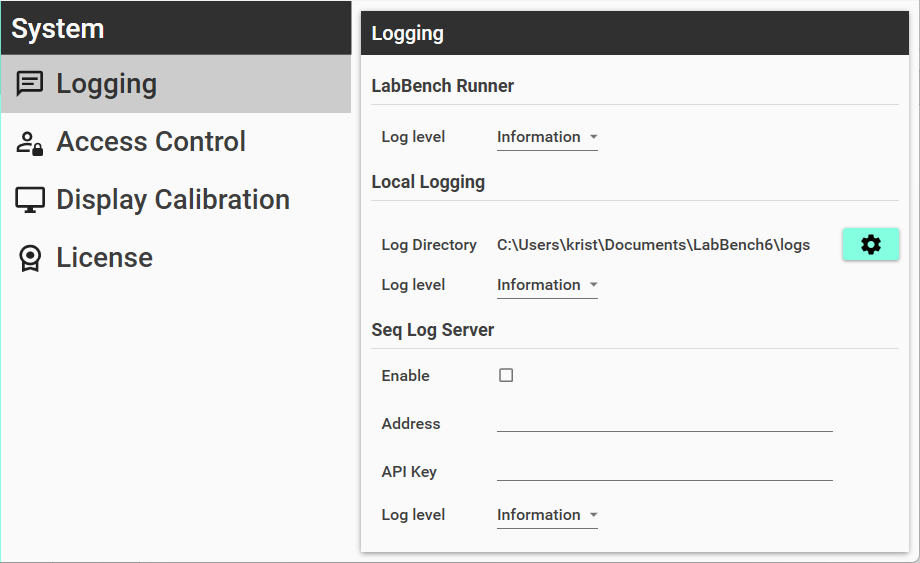 System
Logging
Access Control
Display Calibration
License
Logging
LabBench Runner
Log level Information
Local Logging
Log Directory C:\Users\krist\Documents\LabBench6\logs
Log level Information
Seq Log Server
Enable
Address
API Key
Log level Information